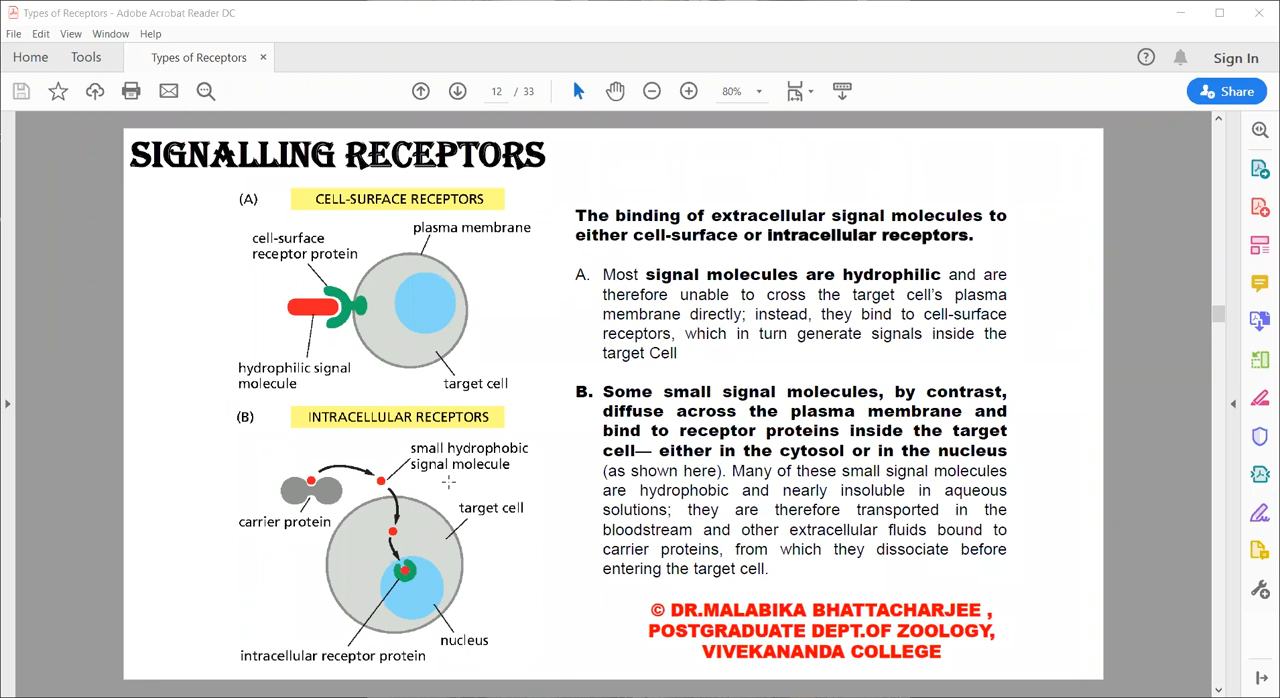 Types of Receptors - Adobe Acrobat Reader DC
File Edit View Window Help
Home Tools Types of Receptors × Sign In
12 / 33 80% Share
SIGNALLING RECEPTORS
(A) CELL-SURFACE RECEPTORS
plasma membrane
cell-surface
receptor protein
hydrophilic signal
molecule
target cell
(B) INTRACELLULAR RECEPTORS
small hydrophobic
signal molecule
carrier protein
target cell
nucleus
intracellular receptor protein
The binding of extracellular signal molecules to
either cell-surface or intracellular receptors.
A. Most signal molecules are hydrophilic and are
therefore unable to cross the target cell's plasma
membrane directly; instead, they bind to cell-surface
receptors, which in turn generate signals inside the
target Cell
B. Some small signal molecules, by contrast,
diffuse across the plasma membrane and
bind to receptor proteins inside the target
cell— either in the cytosol or in the nucleus
(as shown here). Many of these small signal molecules
are hydrophobic and nearly insoluble in aqueous
solutions; they are therefore transported in the
bloodstream and other extracellular fluids bound to
carrier proteins, from which they dissociate before
entering the target cell.
© DR.MALABIKA BHATTACHARJEE ,
POSTGRADUATE DEPT.OF ZOOLOGY,
VIVEKANANDA COLLEGE